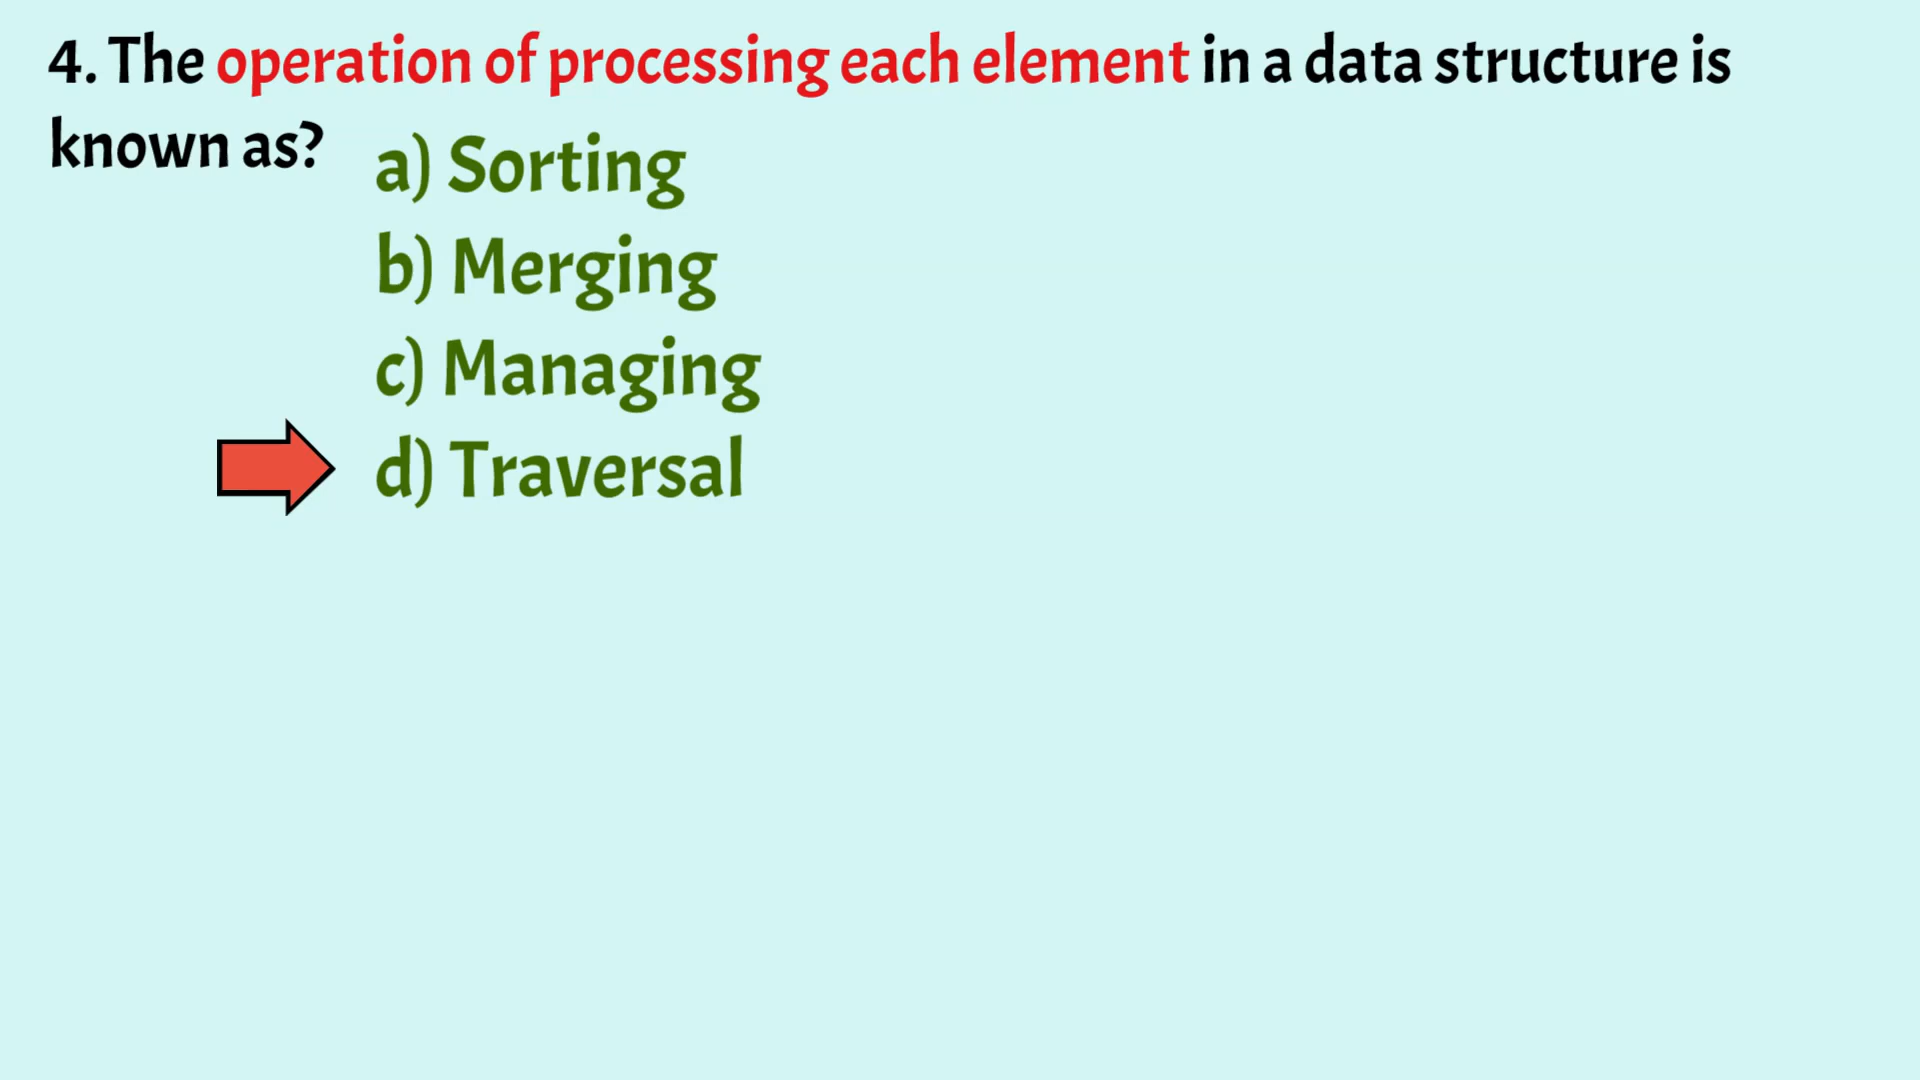 4. The operation of processing each element in a data structure is
known as?
a) Sorting
b) Merging
c) Managing
d) Traversal